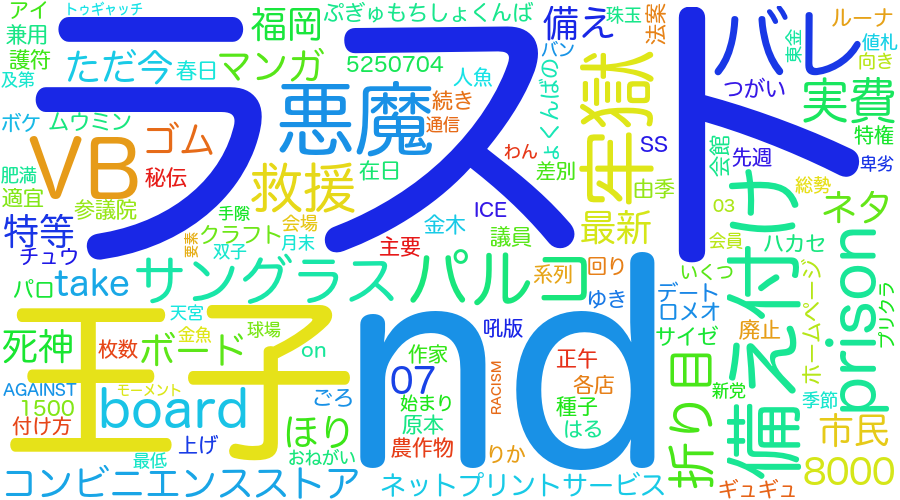 アイ
トゥギャッチ
兼用
福岡
ぷぎゅもちしょくんば
備え
珠玉
法案
ルーナ
値札
向き
東金
バレ
ラスト
護符
及第
ただ今
春日
マンガ
5250704
人魚
バン
つがい
実費
特権
ボケ
ムウミン
悪魔
続き
通信
よくんばの
牢獄
SS
会館
先週
卑劣
VB
ゴム
肥満
適宜
秘伝
救援
在日
わん
差別
由季
総勢
参議院
手隙
ICE
03
備え付け
ネタ
特等
チュウ
要素
クラフト
双子
会場
月末
主要
金木
議員
最新
会員
ハカセ
パロ
take
サングラス
パルコ
系列
回り
いくつ
ホームページ
prison
プリクラ
天宮
ゆき
デート
ロメオ
王子
nd
死神
枚数
ボード
金魚
球場
on
吼版
サイゼ
廃止
AGAINST
モーメント
作家
07
RACISM
正午
各店
折り目
新党
季節
1500
付け方
board
ごろ
始まり
原本
農作物
種子
はる
市民
上げ
ほり
最低
おねがい
りか
8000
コンビニエンスストア
ネットプリントサービス
ギュギュ